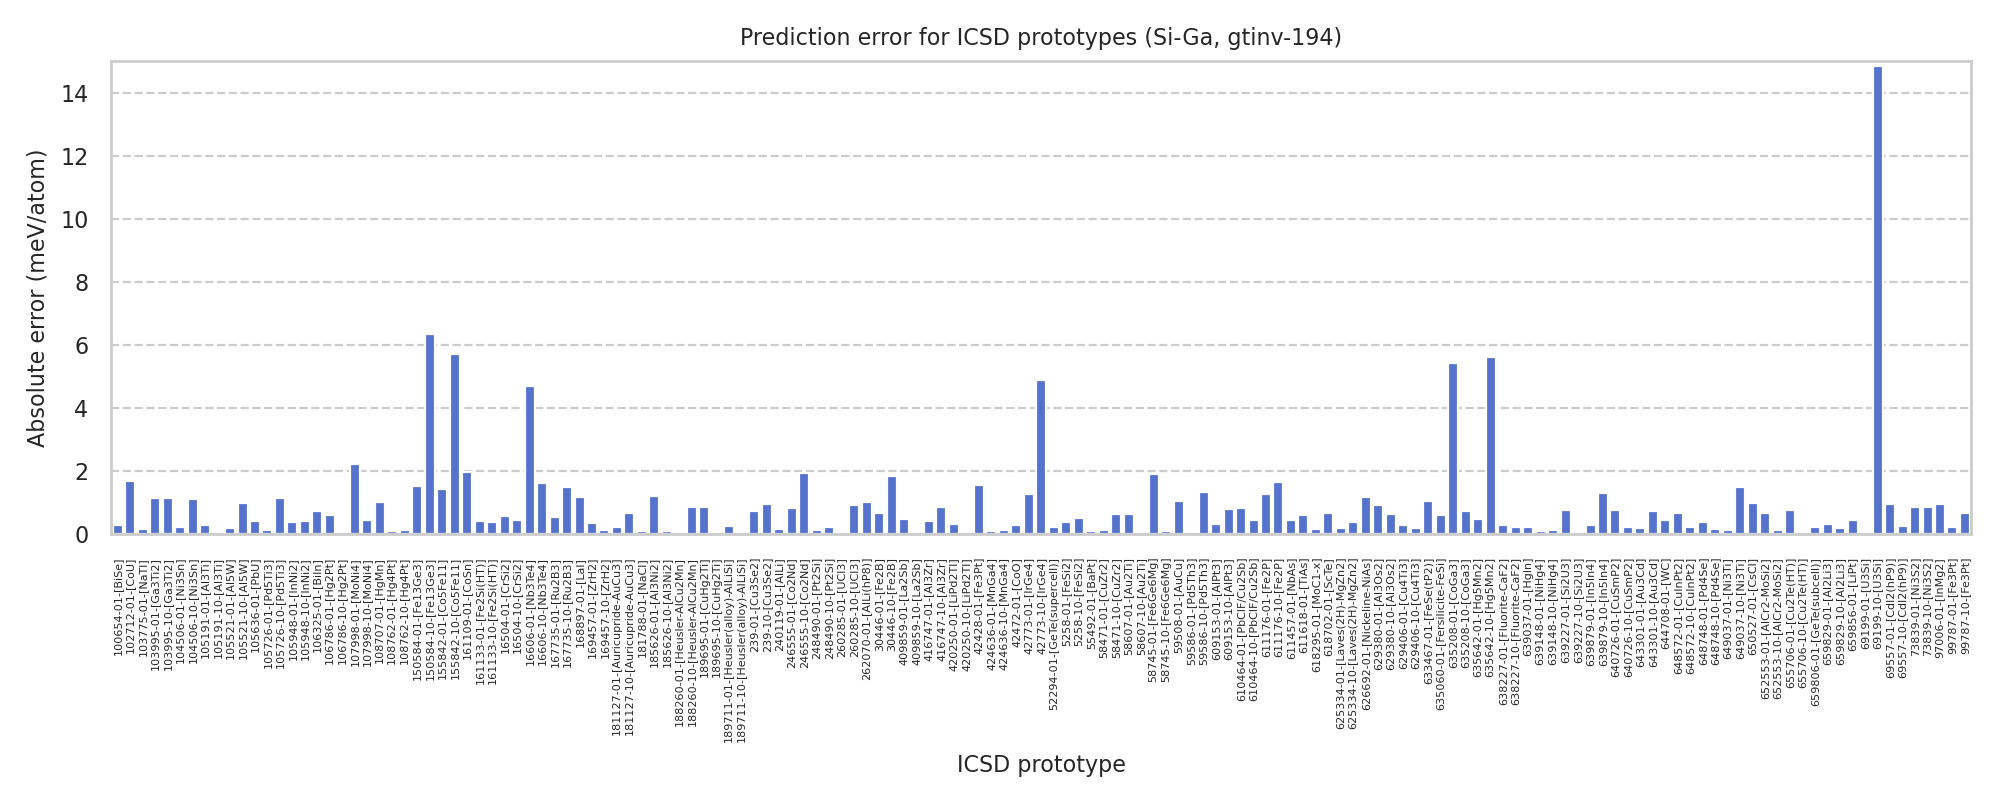 Prediction error for ICSD prototypes (Si-Ga, gtinv-194)
Absolute error (meV/atom)
14
12
10
8
6
4
2
0
100654-01-[BiSe]
102712-01-[CoU]
103775-01-[NaTl]
103995-01-[Ga3Ti2]
103995-10-[Ga3Ti2]
104506-01-[Ni3Sn]
104506-10-[Ni3Sn]
105191-01-[Al3Ti]
105191-10-[Al3Ti]
105521-01-[Al5W]
105521-10-[Al5W]
105636-01-[PbU]
105726-01-[Pd5Ti3]
105726-10-[Pd5Ti3]
105948-01-[InNi2]
105948-10-[InNi2]
106325-01-[BiIn]
106786-01-[Hg2Pt]
106786-10-[Hg2Pt]
107998-01-[MoNi4]
107998-10-[MoNi4]
108707-01-[HgMn]
108762-01-[Hg4Pt]
108762-10-[Hg4Pt]
150584-01-[Fe13Ge3]
150584-10-[Fe13Ge3]
155842-01-[Co5Fe11]
155842-10-[Co5Fe11]
161109-01-[CoSn]
161133-01-[Fe2Si(HT)]
161133-10-[Fe2Si(HT)]
16504-01-[CrSi2]
16504-10-[CrSi2]
166606-01-[Nb3Te4]
166606-10-[Nb3Te4]
167735-01-[Ru2B3]
167735-10-[Ru2B3]
168897-01-[LaI]
169457-01-[ZrH2]
169457-10-[ZrH2]
181127-01-[Auricupride-AuCu3]
181127-10-[Auricupride-AuCu3]
181788-01-[NaCl]
185626-01-[Al3Ni2]
185626-10-[Al3Ni2]
188260-01-[Heusler-AlCu2Mn]
188260-10-[Heusler-AlCu2Mn]
189695-01-[CuHg2Ti]
189695-10-[CuHg2Ti]
189711-01-[Heusler(alloy)-AlLiSi]
189711-10-[Heusler(alloy)-AlLiSi]
239-01-[Cu3Se2]
239-10-[Cu3Se2]
240119-01-[AlLi]
246555-01-[Co2Nd]
246555-10-[Co2Nd]
248490-01-[Pt2Si]
248490-10-[Pt2Si]
260285-01-[UCl3]
260285-10-[UCl3]
262070-01-[AlLi(hP8)]
30446-01-[Fe2B]
30446-10-[Fe2B]
409859-01-[La2Sb]
409859-10-[La2Sb]
416747-01-[Al3Zr]
416747-10-[Al3Zr]
420250-01-[LiPd2Tl]
420250-10-[LiPd2Tl]
42428-01-[Fe3Pt]
424636-01-[MnGa4]
424636-10-[MnGa4]
42472-01-[CoO]
42773-01-[IrGe4]
42773-10-[IrGe4]
52294-01-[GeTe(supercell)]
5258-01-[FeSi2]
5258-10-[FeSi2]
55492-01-[BaPt]
58471-01-[CuZr2]
58471-10-[CuZr2]
58607-01-[Au2Ti]
58607-10-[Au2Ti]
58745-01-[Fe6Ge6Mg]
58745-10-[Fe6Ge6Mg]
59508-01-[AuCu]
59586-01-[Pd5Th3]
59586-10-[Pd5Th3]
609153-01-[AlPt3]
609153-10-[AlPt3]
610464-01-[PbClF/Cu2Sb]
610464-10-[PbClF/Cu2Sb]
611176-01-[Fe2P]
611176-10-[Fe2P]
611457-01-[NbAs]
611618-01-[TiAs]
618295-01-[MoC1-x]
618702-01-[ScTe]
625334-01-[Laves(2H)-MgZn2]
625334-10-[Laves(2H)-MgZn2]
626692-01-[Nickeline-NiAs]
629380-01-[Al3Os2]
629380-10-[Al3Os2]
629406-01-[Cu4Ti3]
629406-10-[Cu4Ti3]
633467-01-[FeSe(tP2)]
635060-01-[Fersilicite-FeSi]
635208-01-[CoGa3]
635208-10-[CoGa3]
635642-01-[Hg5Mn2]
635642-10-[Hg5Mn2]
638227-01-[Fluorite-CaF2]
638227-10-[Fluorite-CaF2]
639037-01-[HgIn]
639148-01-[NiHg4]
639148-10-[NiHg4]
639227-01-[Si2U3]
639227-10-[Si2U3]
639879-01-[In5In4]
639879-10-[In5In4]
640726-01-[CuSmP2]
640726-10-[CuSmP2]
643301-01-[Au3Cd]
643301-10-[Au3Cd]
644708-01-[WC]
648572-01-[CuInPt2]
648572-10-[CuInPt2]
648748-01-[Pd4Se]
648748-10-[Pd4Se]
649037-01-[Ni3Ti]
649037-10-[Ni3Ti]
650527-01-[CsCl]
652553-01-[AlCr2-MoSi2]
652553-10-[AlCr2-MoSi2]
655706-01-[Cu2Te(HT)]
655706-10-[Cu2Te(HT)]
659806-01-[GeTe(subcell)]
659829-01-[Al2Li3]
659829-10-[Al2Li3]
659856-01-[LiPt]
69199-01-[U3Si]
69199-10-[U3Si]
69557-01-[CdI2(hP9)]
69557-10-[CdI2(hP9)]
73839-01-[Ni3S2]
73839-10-[Ni3S2]
97006-01-[InMg2]
99787-01-[Fe3Pt]
99787-10-[Fe3Pt]
ICSD prototype